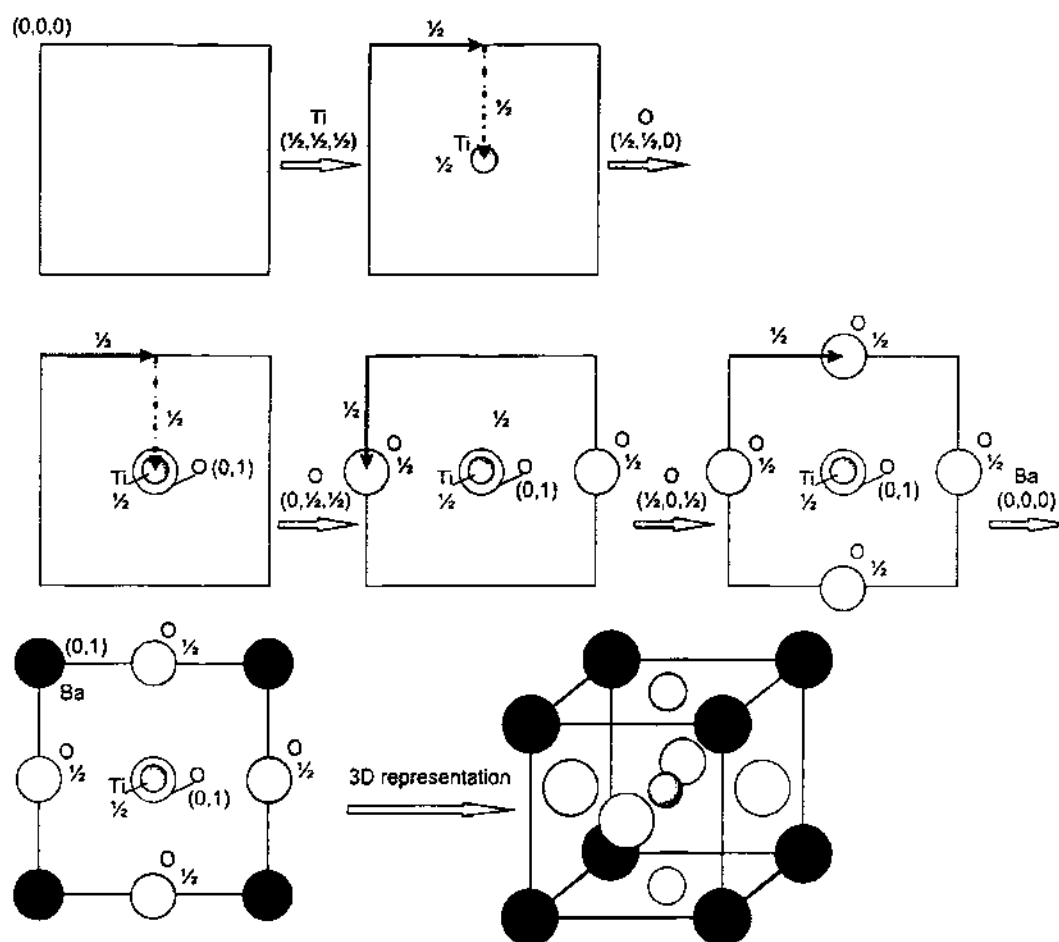 (0,0,0)
½
½
Ti
½
Ti
(½,½,½)
O
(½,½,0)
½
½
Ti
½
O (0,1)
O
(0,½,½)
½
½
O
½
Ti
½
O
(0,1)
O
½
O
(½,0,½)
½
O
½
O
½
Ti
½
O
(0,1)
O
½
O
½
Ba
(0,0,0)
(0,1)
Ba
O
½
O
½
Ti
½
O
(0,1)
O
½
O
½
3D representation